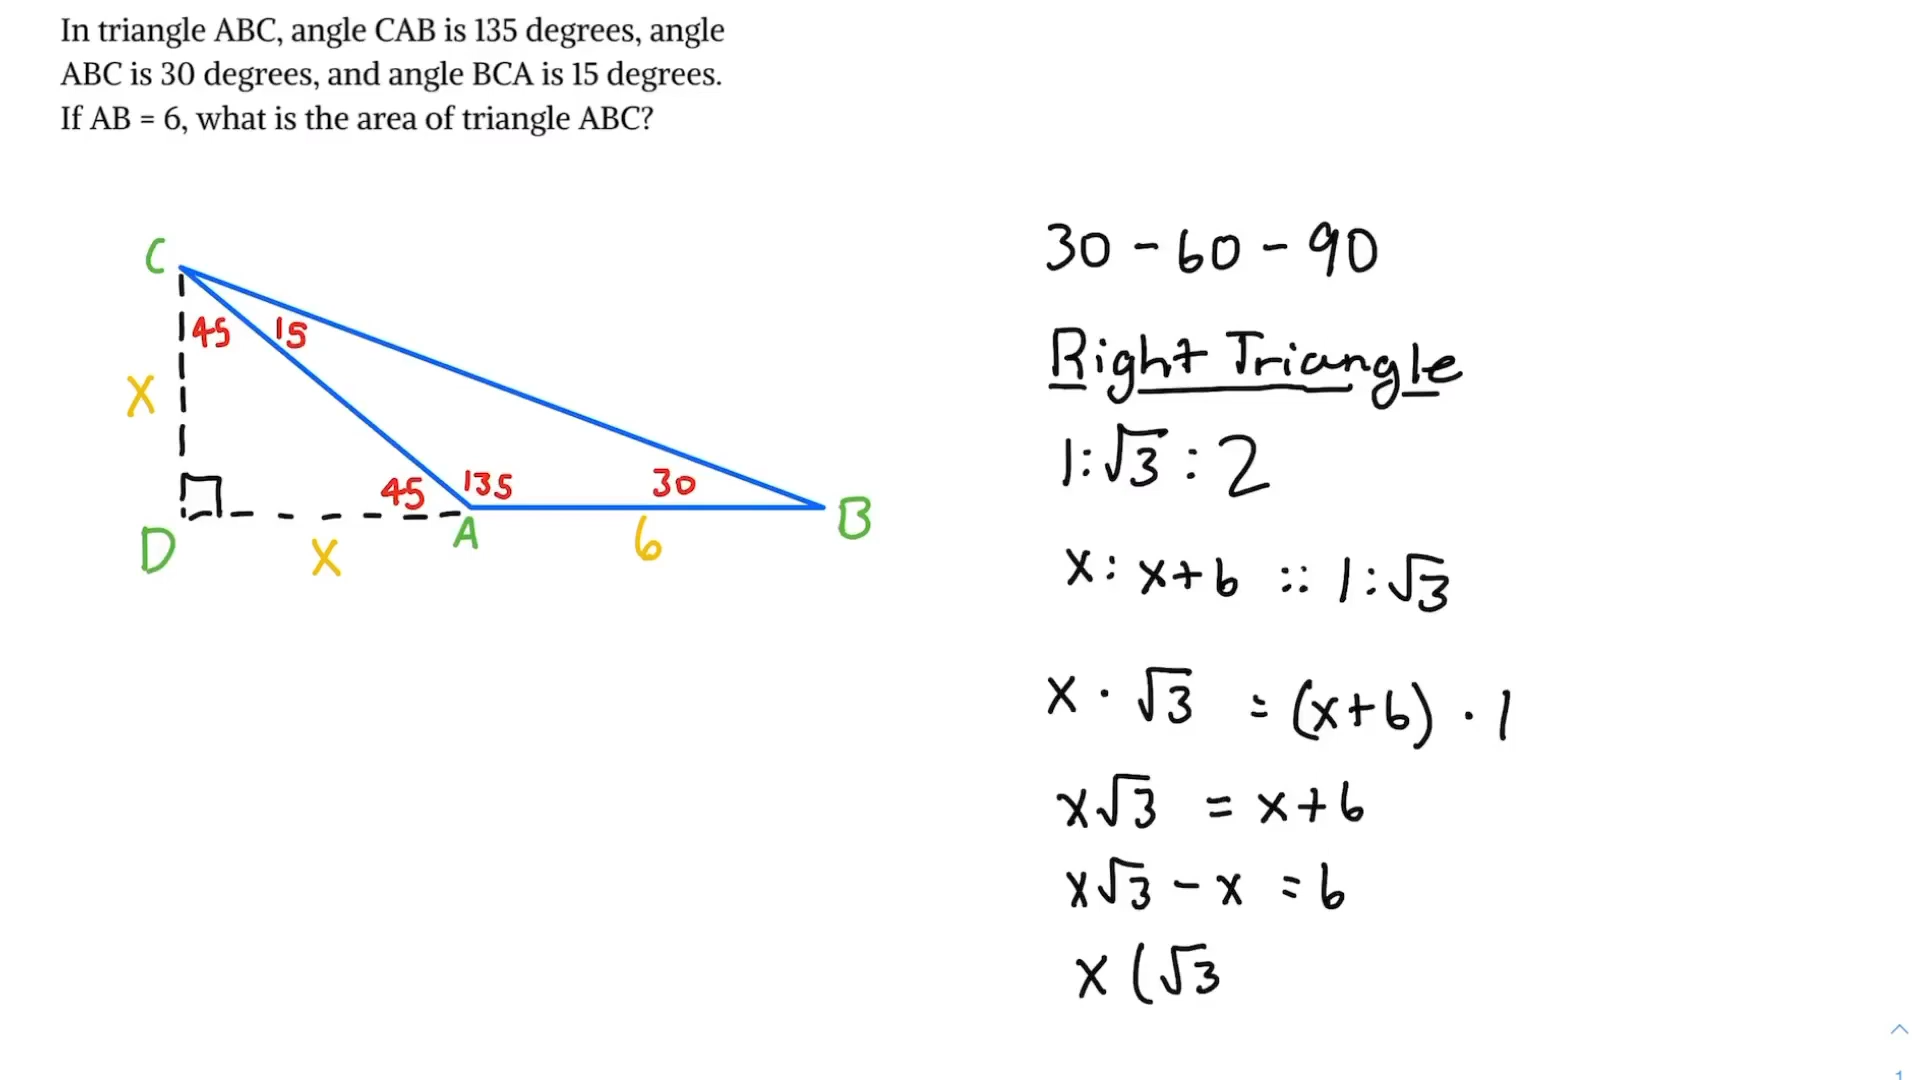 In triangle ABC, angle CAB is 135 degrees, angle
ABC is 30 degrees, and angle BCA is 15 degrees.
If AB = 6, what is the area of triangle ABC?
C
45 15
X
45 135 30
D X A 6 B
30 - 60 - 90
Right Triangle
1:√3 : 2
x: x+6 :: 1:√3
x · √3 = (x+6) · 1
x√3 = x+6
x√3 - x = 6
x (√3
1